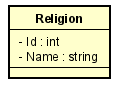 Religion
- Id : int
- Name : string